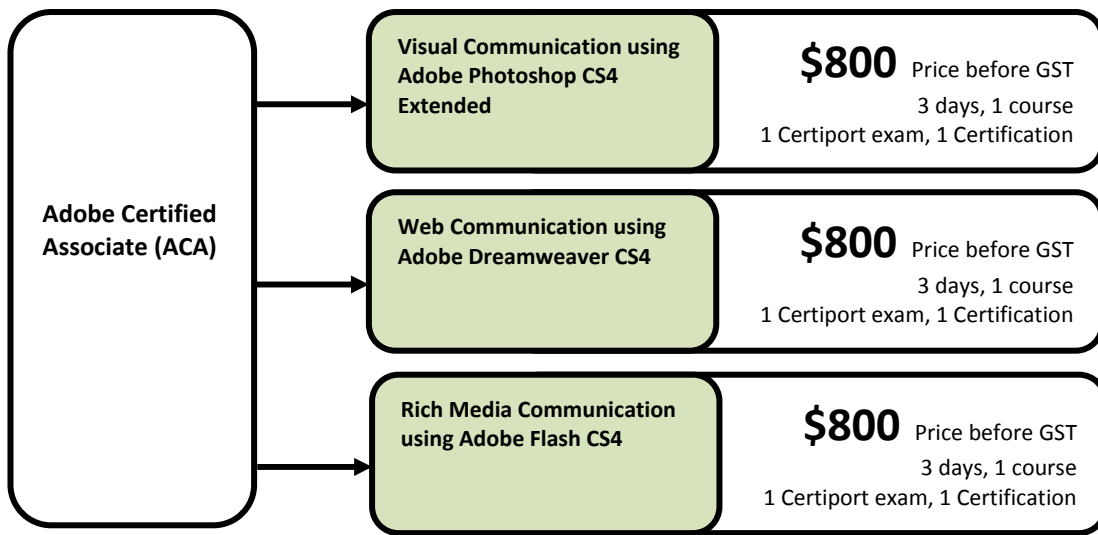 Adobe Certified
Associate (ACA)
Visual Communication using
Adobe Photoshop CS4
Extended
$800 Price before GST
3 days, 1 course
1 Certiport exam, 1 Certification
Web Communication using
Adobe Dreamweaver CS4
$800 Price before GST
3 days, 1 course
1 Certiport exam, 1 Certification
Rich Media Communication
using Adobe Flash CS4
$800 Price before GST
3 days, 1 course
1 Certiport exam, 1 Certification